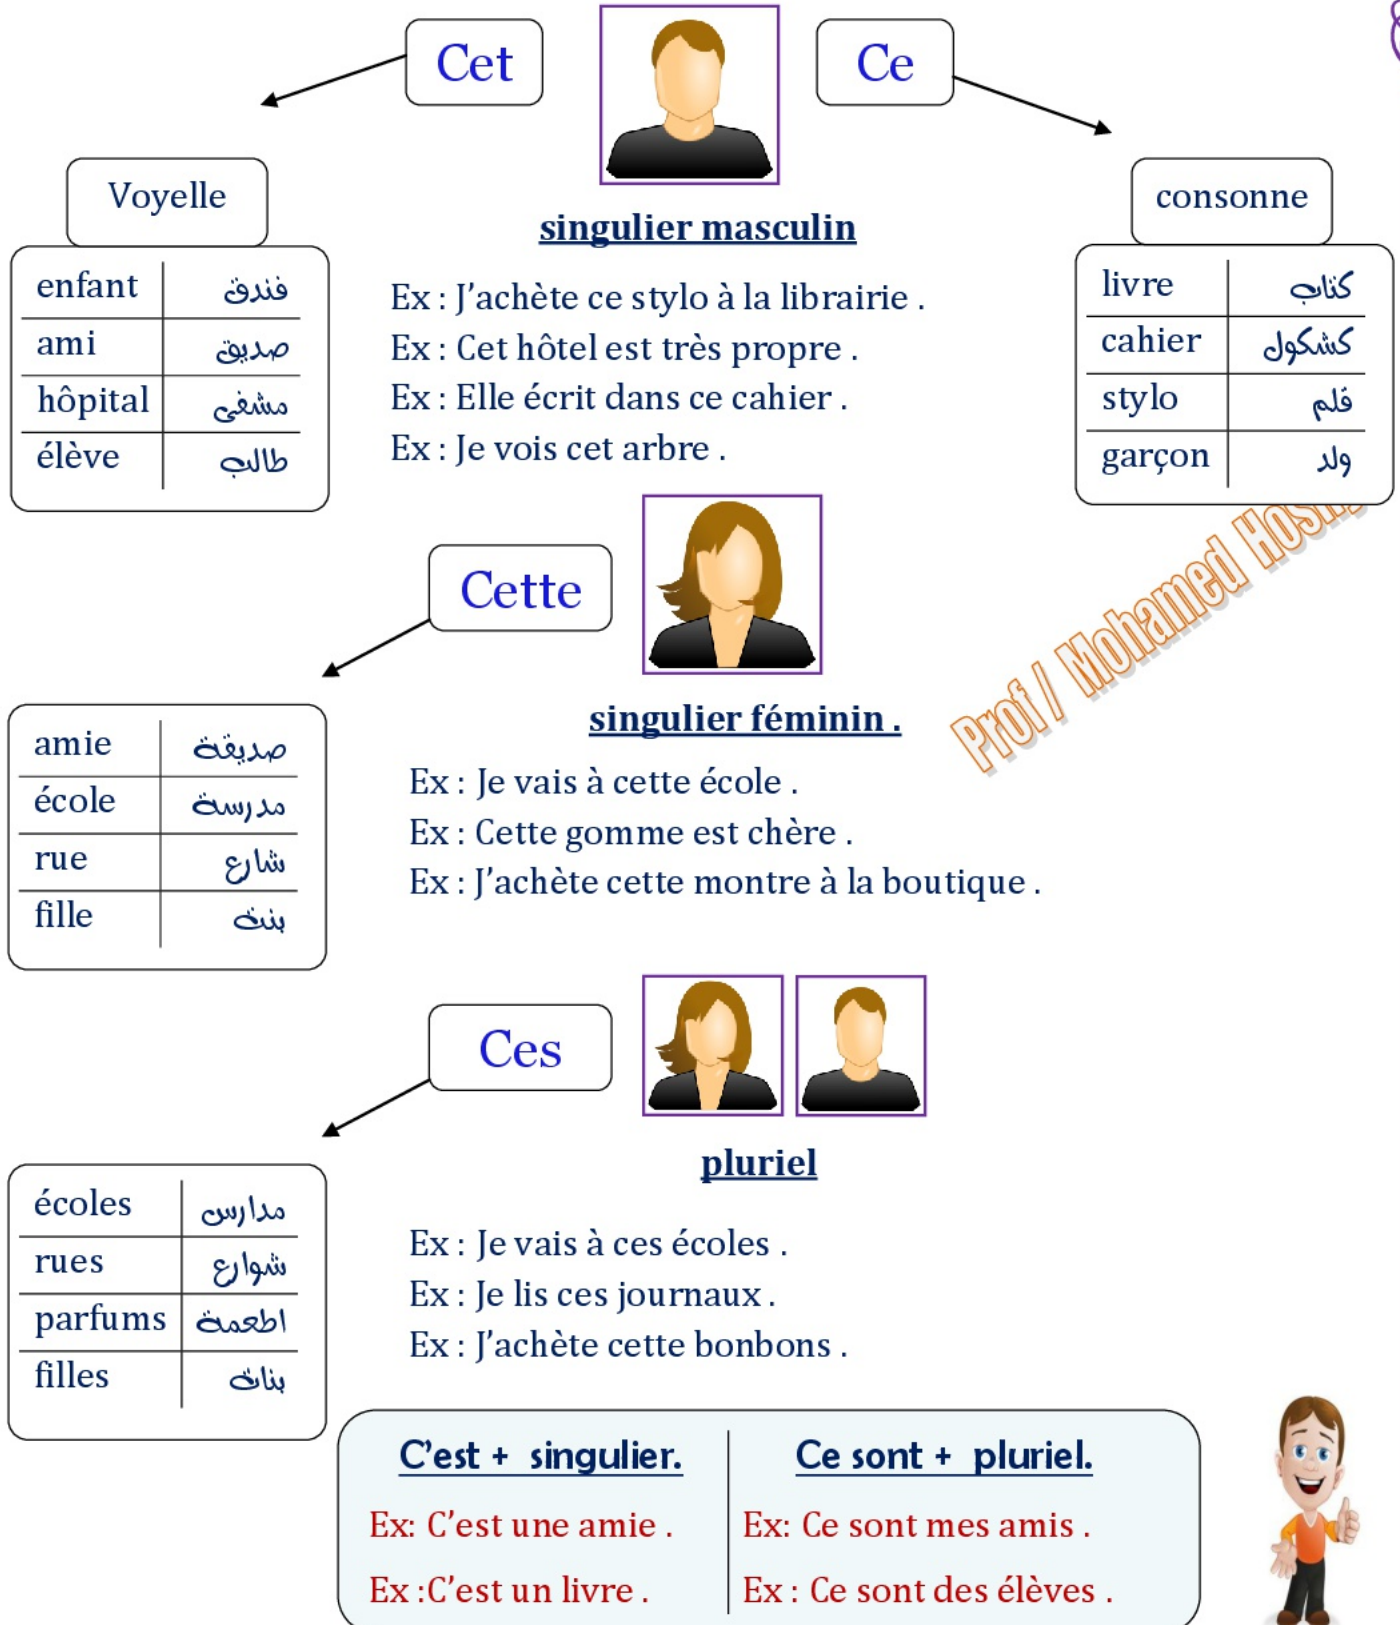 Cet
Ce
Voyelle
consonne
singulier masculin
enfant فندق
ami صديق
hôpital مشفى
élève طالب
Ex : J’achète ce stylo à la librairie .
Ex : Cet hôtel est très propre .
Ex : Elle écrit dans ce cahier .
Ex : Je vois cet arbre .
livre كتاب
cahier كشكول
stylo قلم
garçon ولد
Prof / Mohamed
Cette
singulier féminin .
amie صديقة
école مدرسة
rue شارع
fille بنت
Ex : Je vais à cette école .
Ex : Cette gomme est chère .
Ex : J’achète cette montre à la boutique .
Ces
pluriel
écoles مدارس
rues شوارع
parfums اطعمة
filles بنات
Ex : Je vais à ces écoles .
Ex : Je lis ces journaux .
Ex : J’achète cette bonbons .
C’est + singulier.
Ex: C’est une amie .
Ex :C’est un livre .
Ce sont + pluriel.
Ex: Ce sont mes amis .
Ex : Ce sont des élèves .